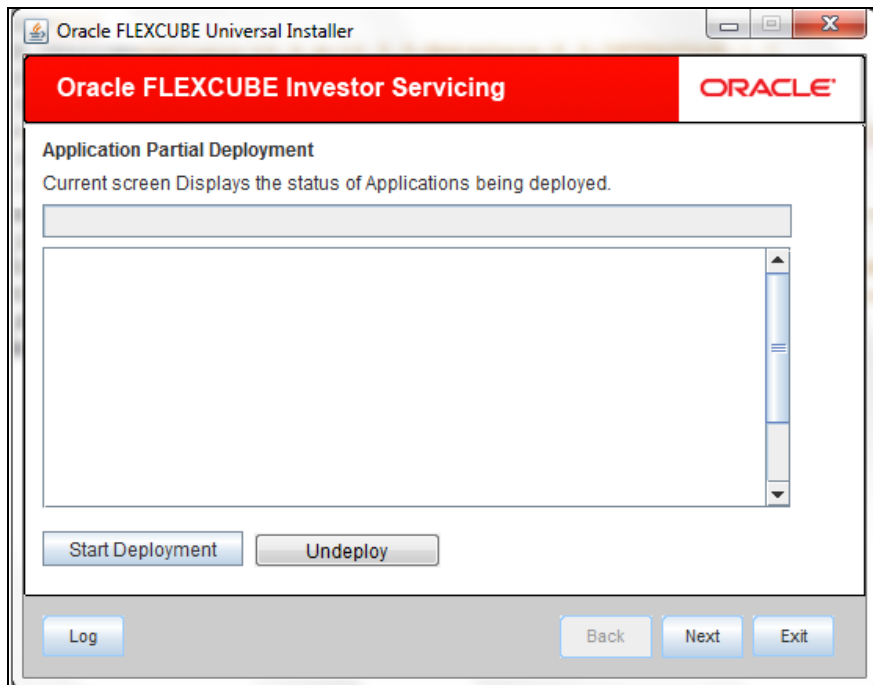 Oracle FLEXCUBE Universal Installer
Oracle FLEXCUBE Investor Servicing
ORACLE
Application Partial Deployment
Current screen Displays the status of Applications being deployed.
Start Deployment
Undeploy
Log
Back
Next
Exit